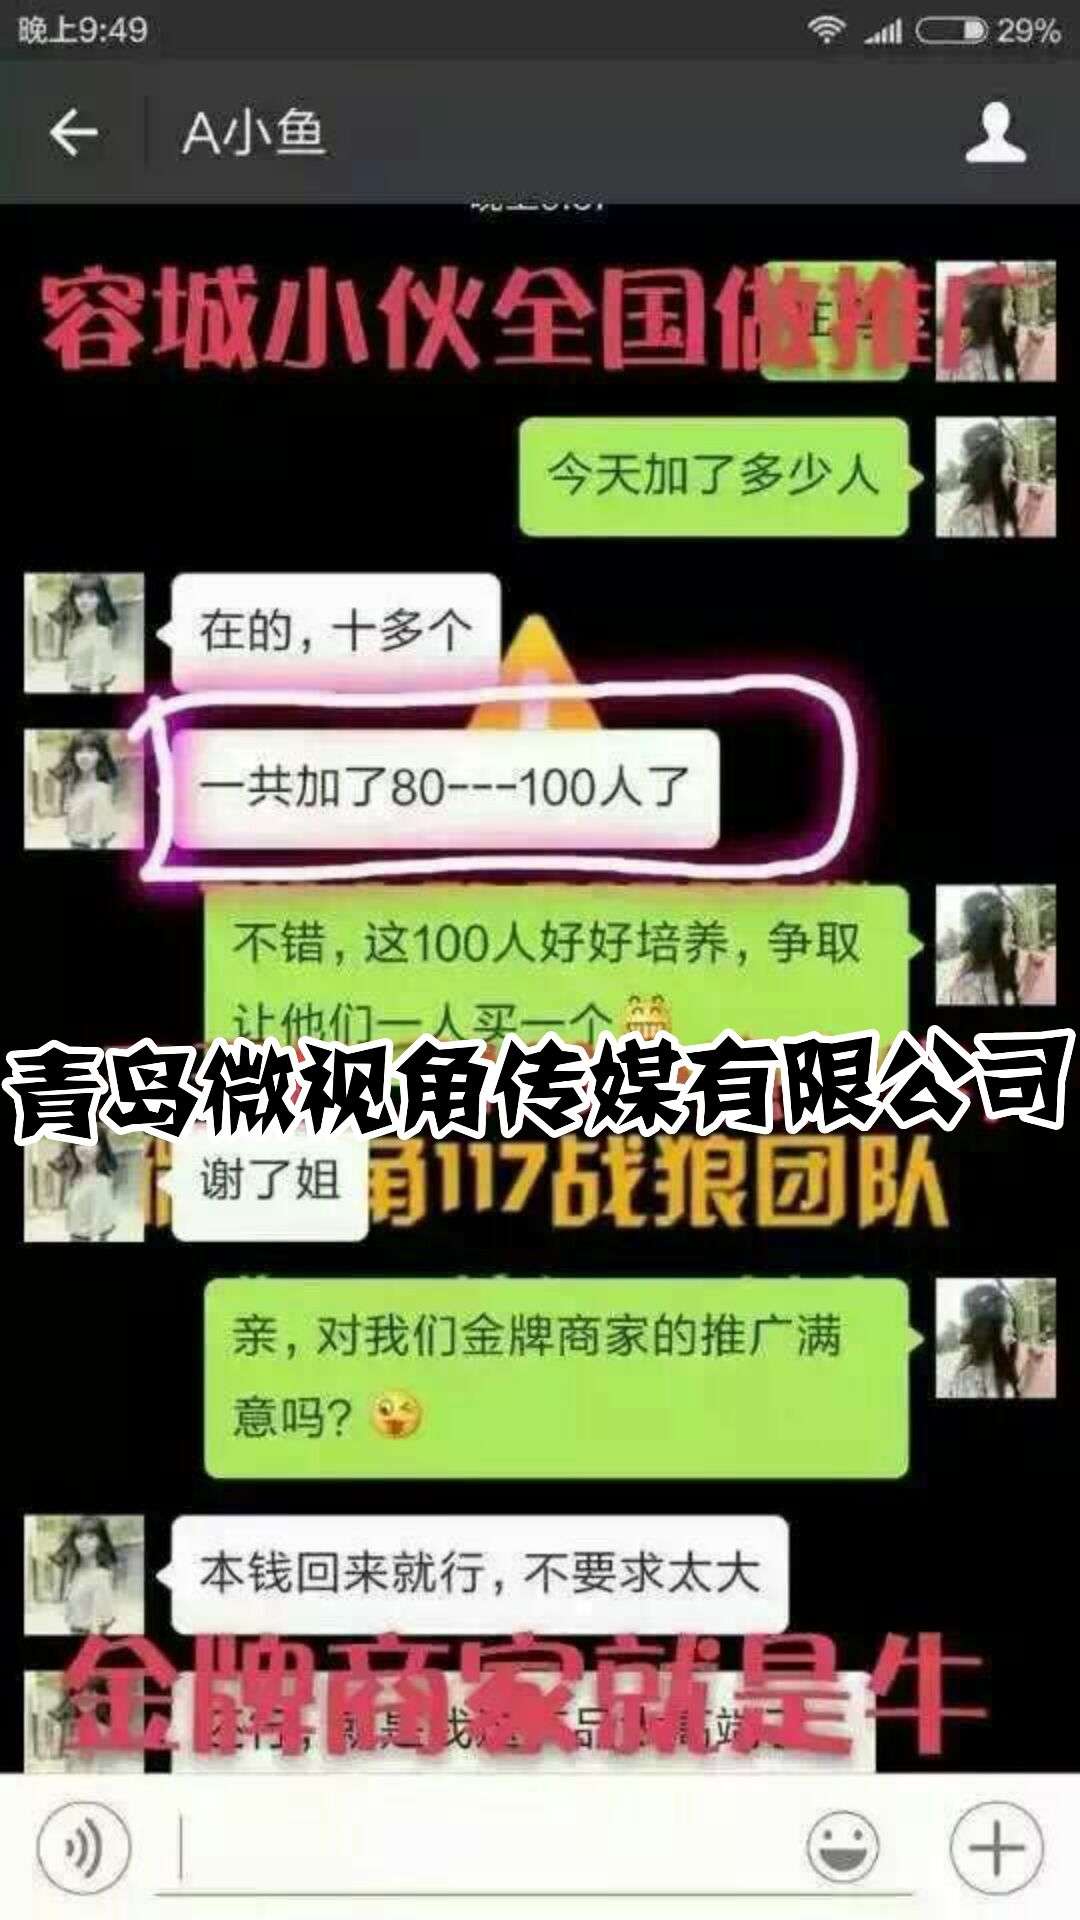 晚上9:49
29%
A小鱼
容城小伙全国做推广
今天加了多少人
在的，十多个
一共加了80---100人了
不错，这100人好好培养，争取
让他们一人买一个
青岛微视角传媒有限公司
谢了姐
角117战狼团队
亲，对我们金牌商家的推广满
意吗？
本钱回来就行，不要求太大
金牌商家就是牛